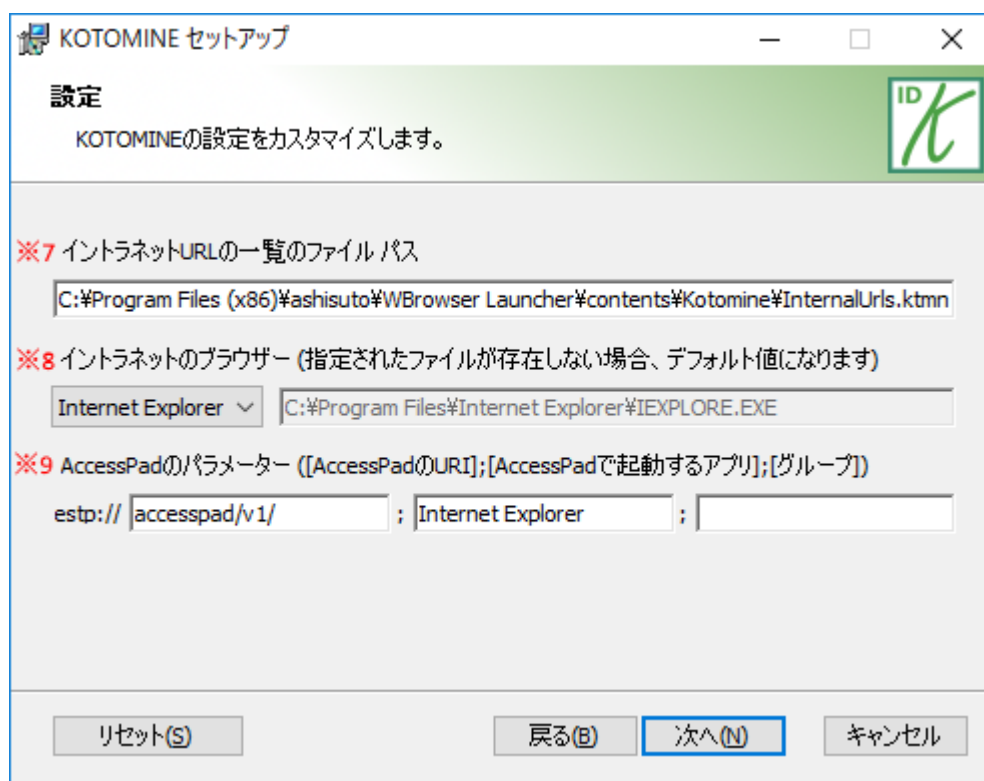 KOTOMINE セットアップ
設定
KOTOMINEの設定をカスタマイズします。
ID K
※7 イントラネットURLの一覧のファイル パス
C:¥Program Files (x86)¥ashisuto¥WBrowser Launcher¥contents¥Kotomine¥InternalUrls.ktmn
※8 イントラネットのブラウザー (指定されたファイルが存在しない場合、デフォルト値になります)
Internet Explorer C:¥Program Files¥Internet Explorer¥IEXPLORE.EXE
※9 AccessPadのパラメーター ([AccessPadのURI];[AccessPadで起動するアプリ];[グループ])
estp:// accesspad/v1/ ; Internet Explorer ;
リセット(S) 戻る(B) 次へ(N) キャンセル